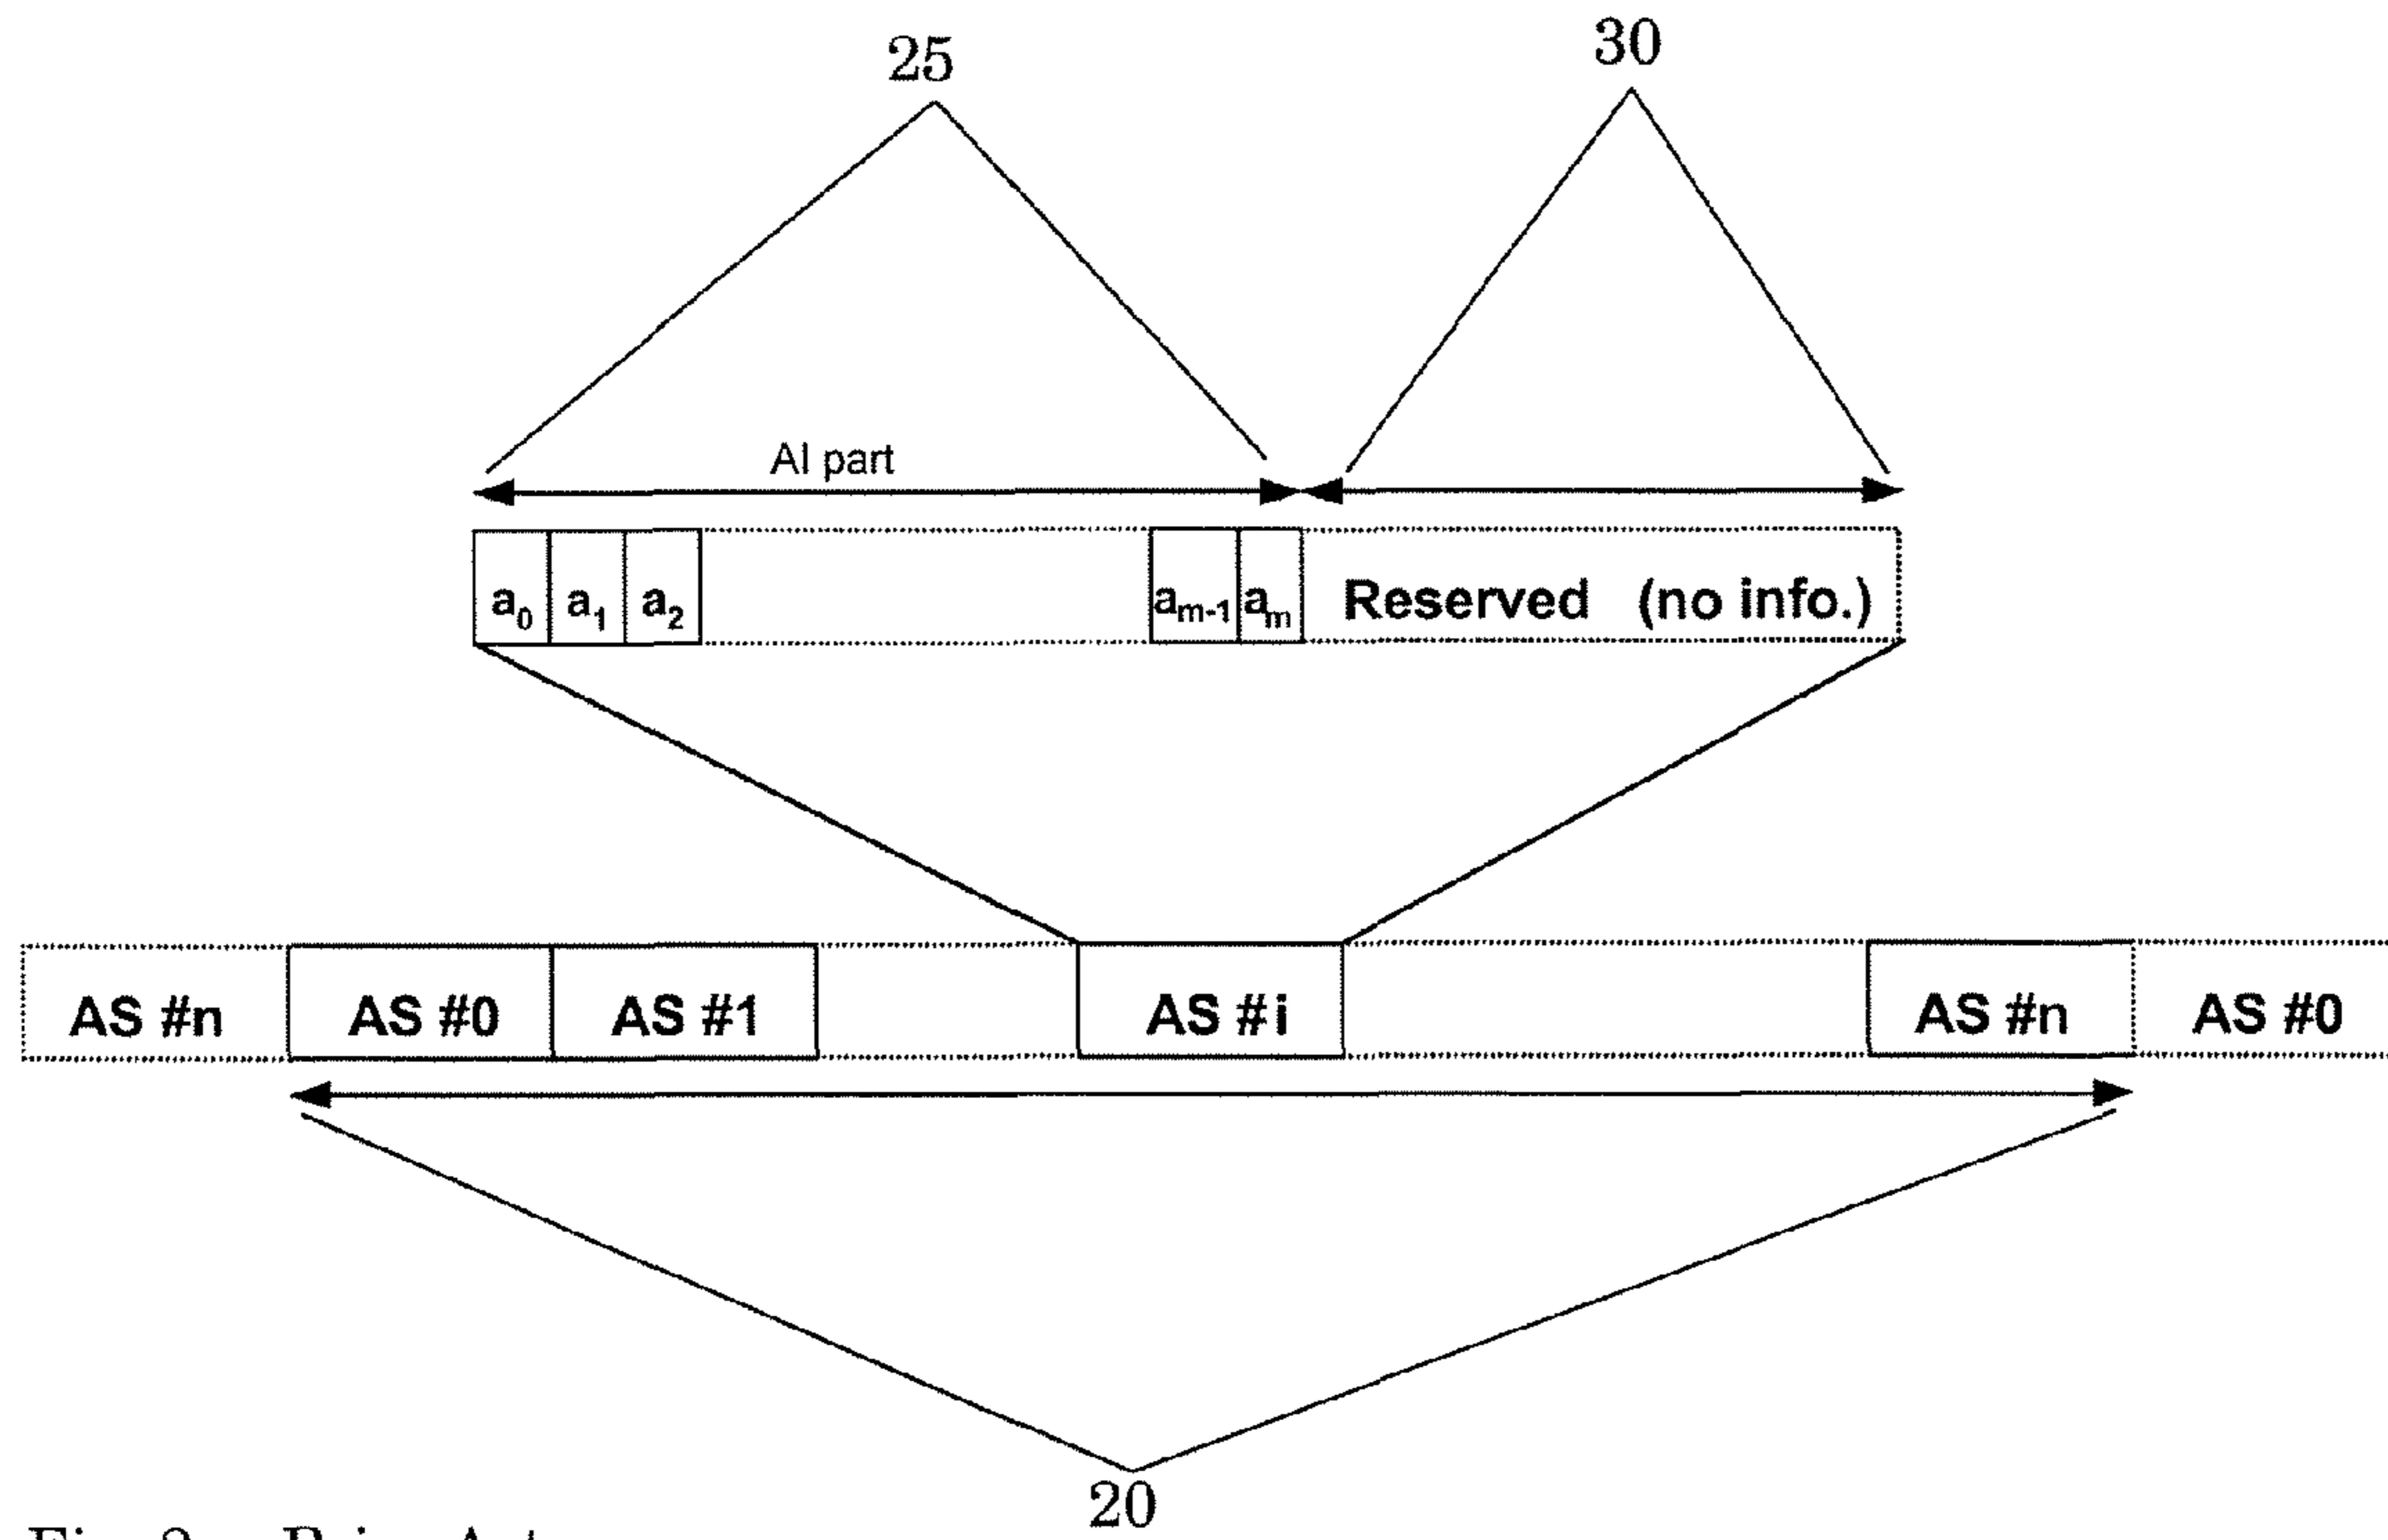 25 30
AI part
a0 a1 a2 am-1 am Reserved (no info.)
AS #n AS #0 AS #1 AS #i AS #n AS #0
20